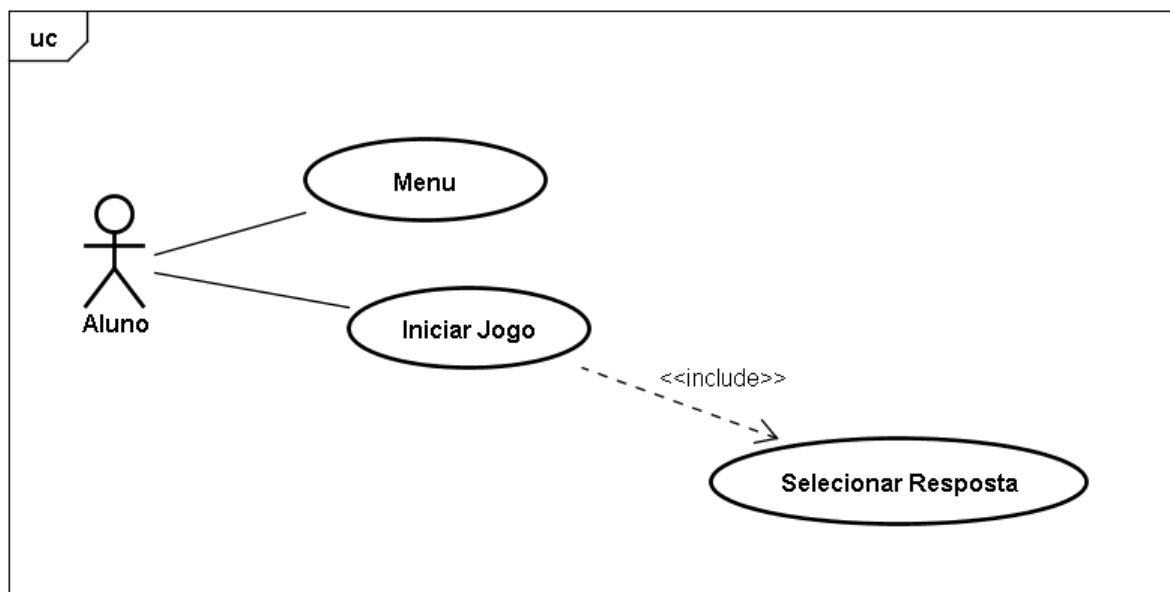 uc
Menu
Aluno
Iniciar Jogo
<<include>>
Selecionar Resposta